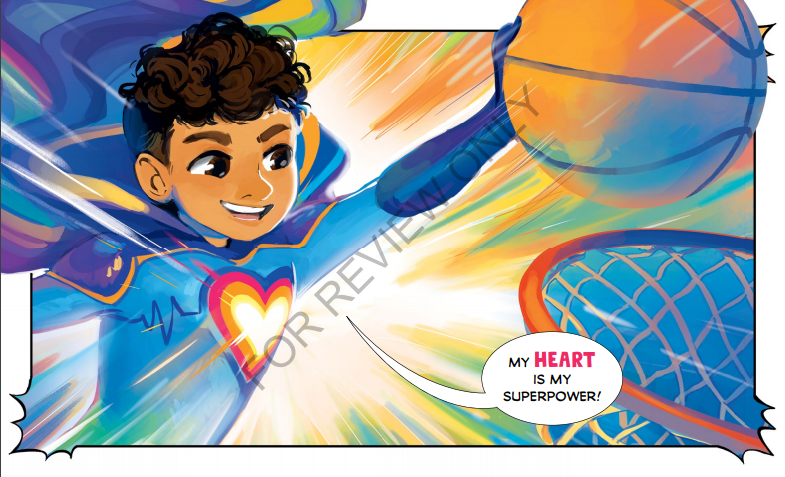 FOR REVIEW ONLY
MY HEART
IS MY
SUPERPOWER!